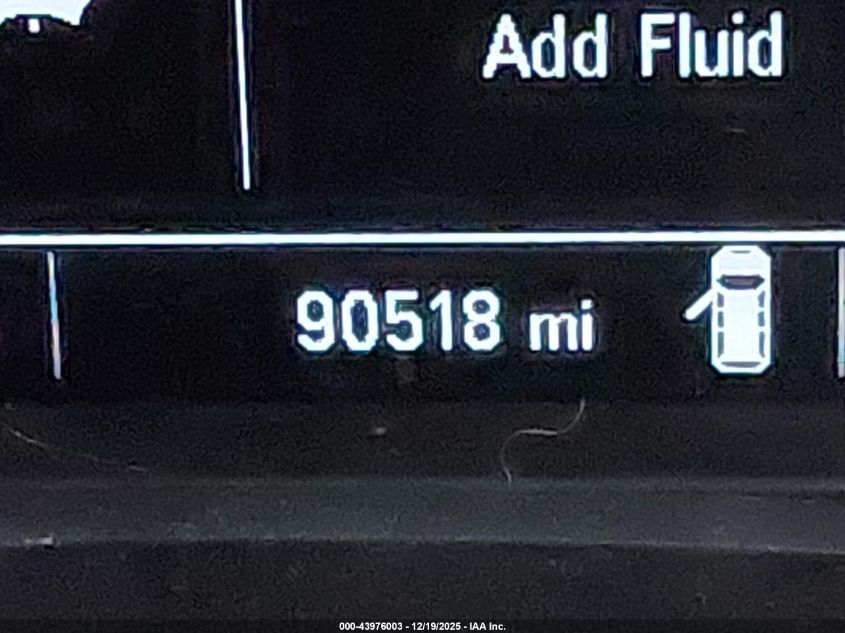 Add Fluid
90518 mi
000-43976003 - 12/19/2025 - IAA Inc.